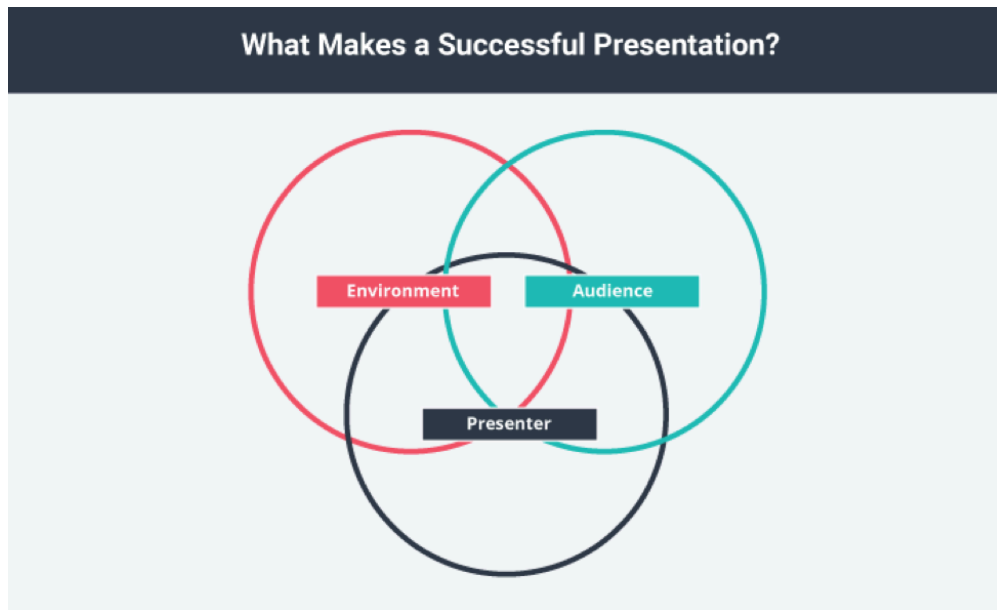 What Makes a Successful Presentation?
Environment
Audience
Presenter